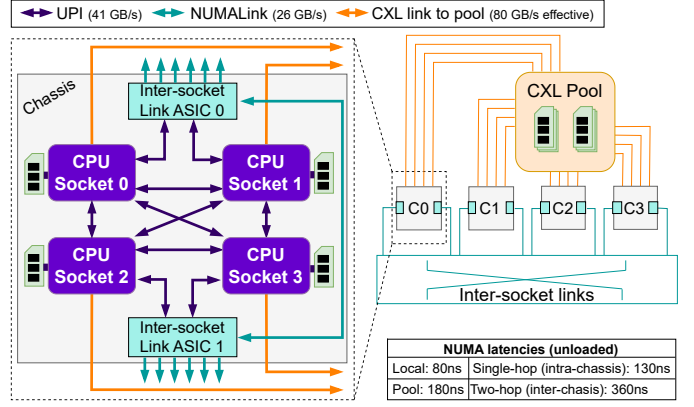 UPI (41 GB/s) NUMALink (26 GB/s) CXL link to pool (80 GB/s effective)
Chassis
Inter-socket
Link ASIC 0
CPU
Socket 0
CPU
Socket 1
CPU
Socket 2
CPU
Socket 3
Inter-socket
Link ASIC 1
CXL Pool
C0 C1 C2 C3
Inter-socket links
NUMA latencies (unloaded)
Local: 80ns Single-hop (intra-chassis): 130ns
Pool: 180ns Two-hop (inter-chasis): 360ns